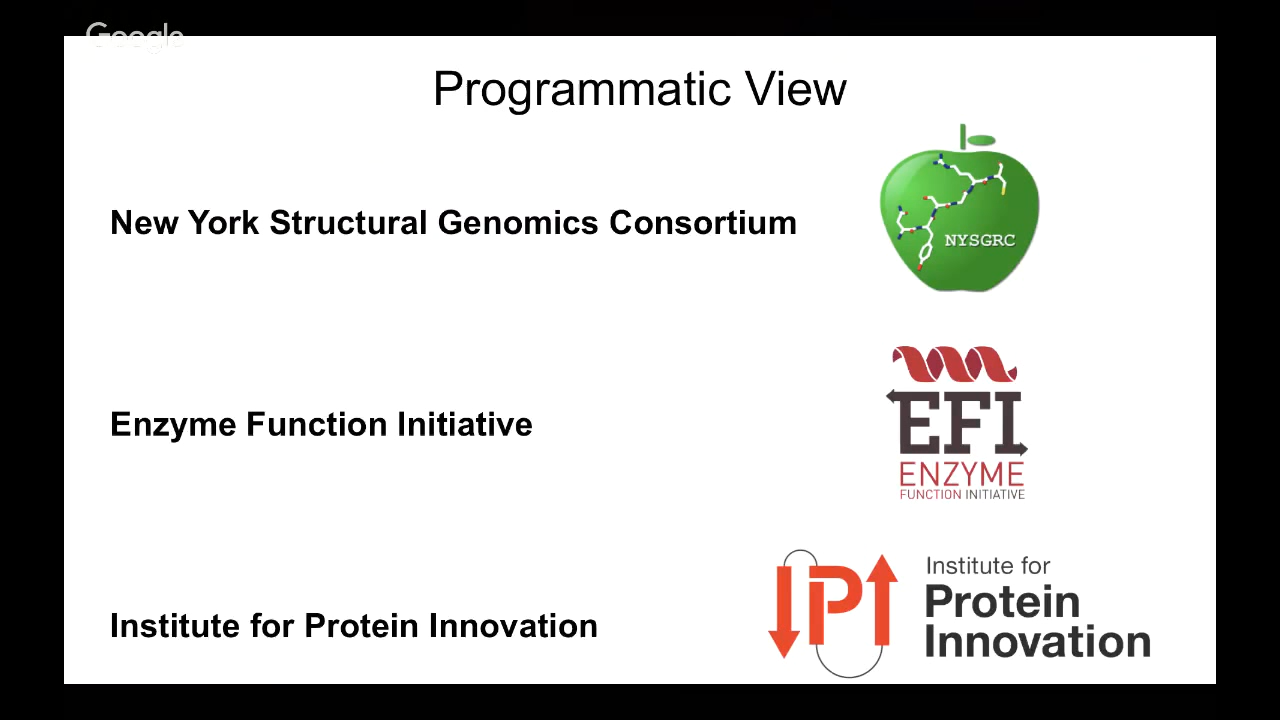 Google
Programmatic View
New York Structural Genomics Consortium
NYSGRC
Enzyme Function Initiative
EFI
ENZYME
FUNCTION INITIATIVE
Institute for Protein Innovation
IPI
Institute for
Protein
Innovation